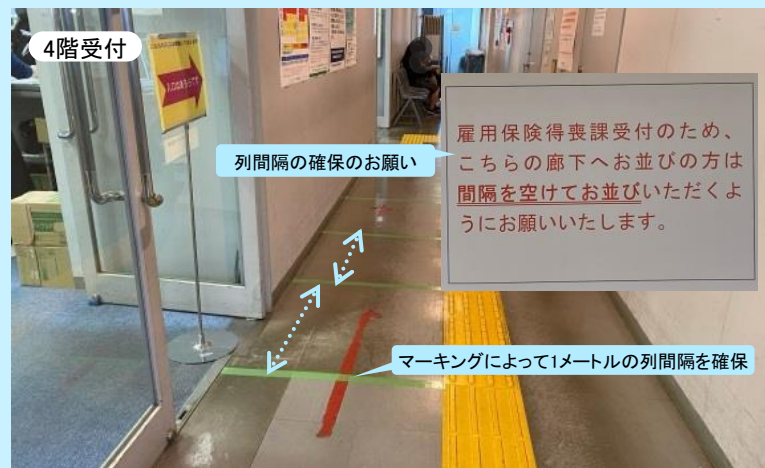 4階受付
列間隔の確保のお願い
雇用保険得喪課受付のため、
こちらの廊下へお並びの方は
間隔を空けてお並びいただくよ
うにお願いいたします。
マーキングによって1メートルの列間隔を確保